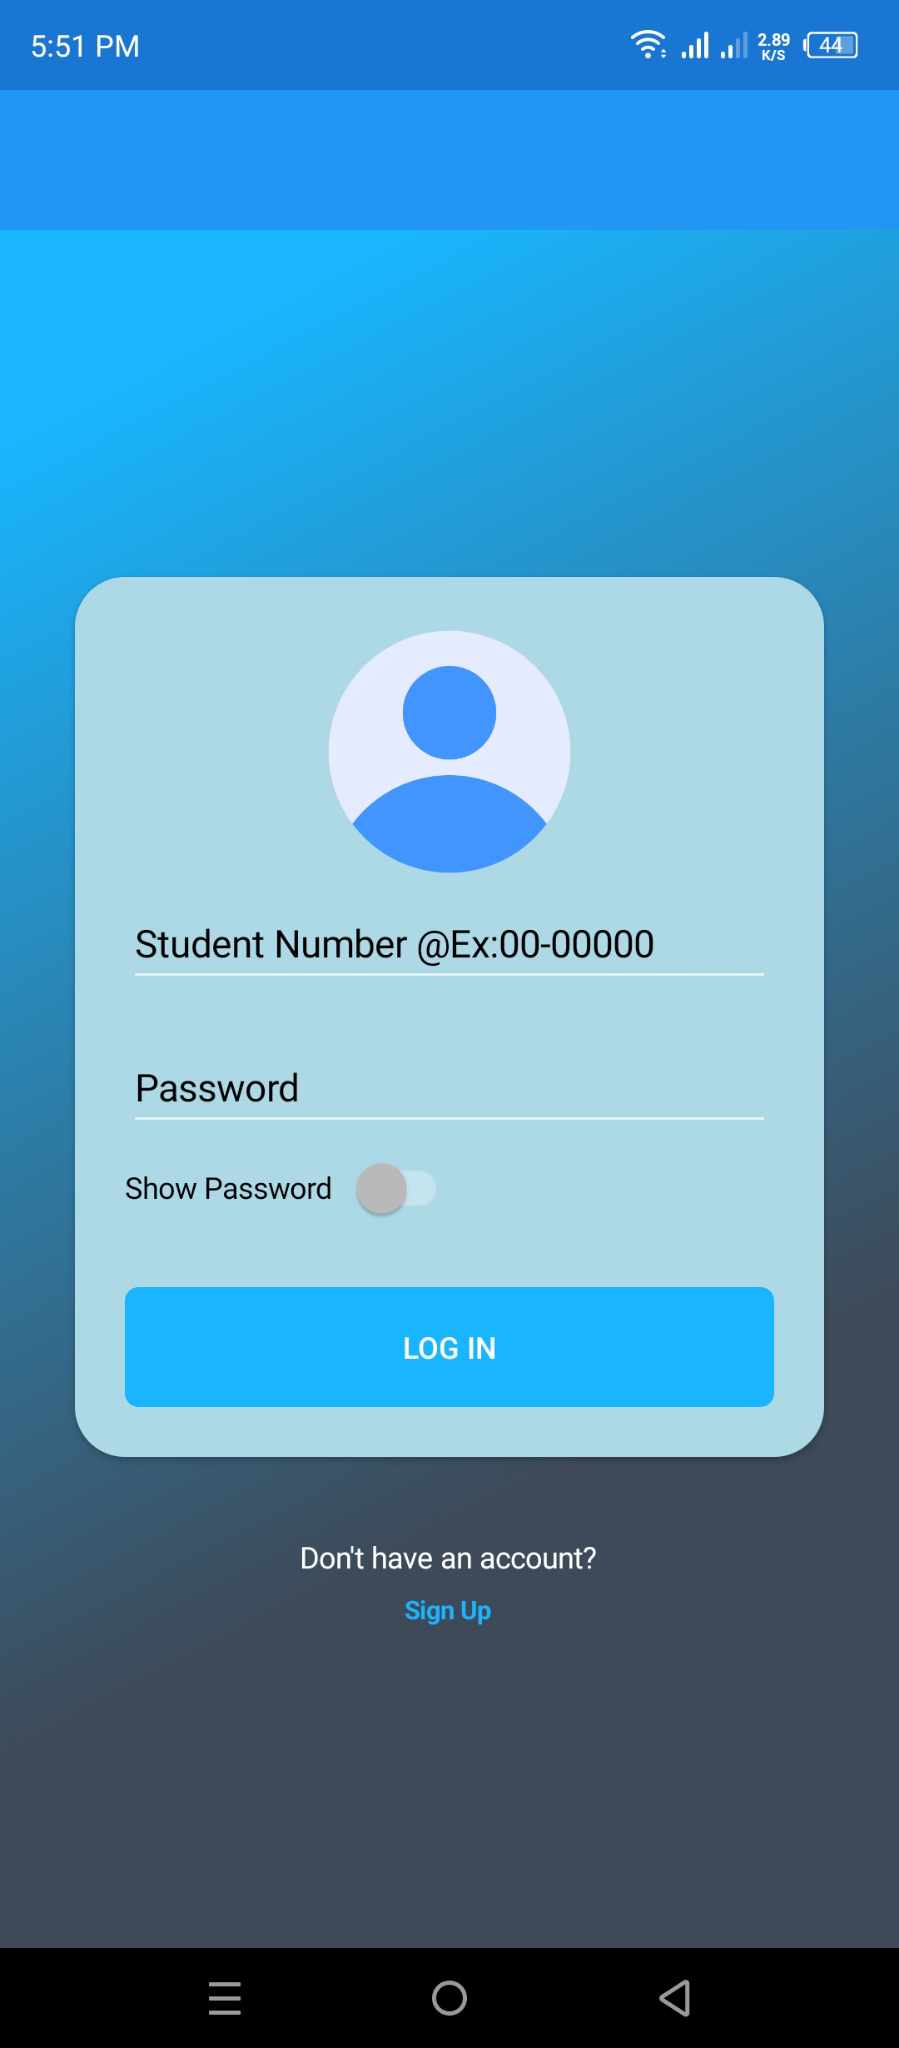 5:51 PM
2.89
K/S
44
Student Number @Ex:00-00000
Password
Show Password
LOG IN
Don't have an account?
Sign Up